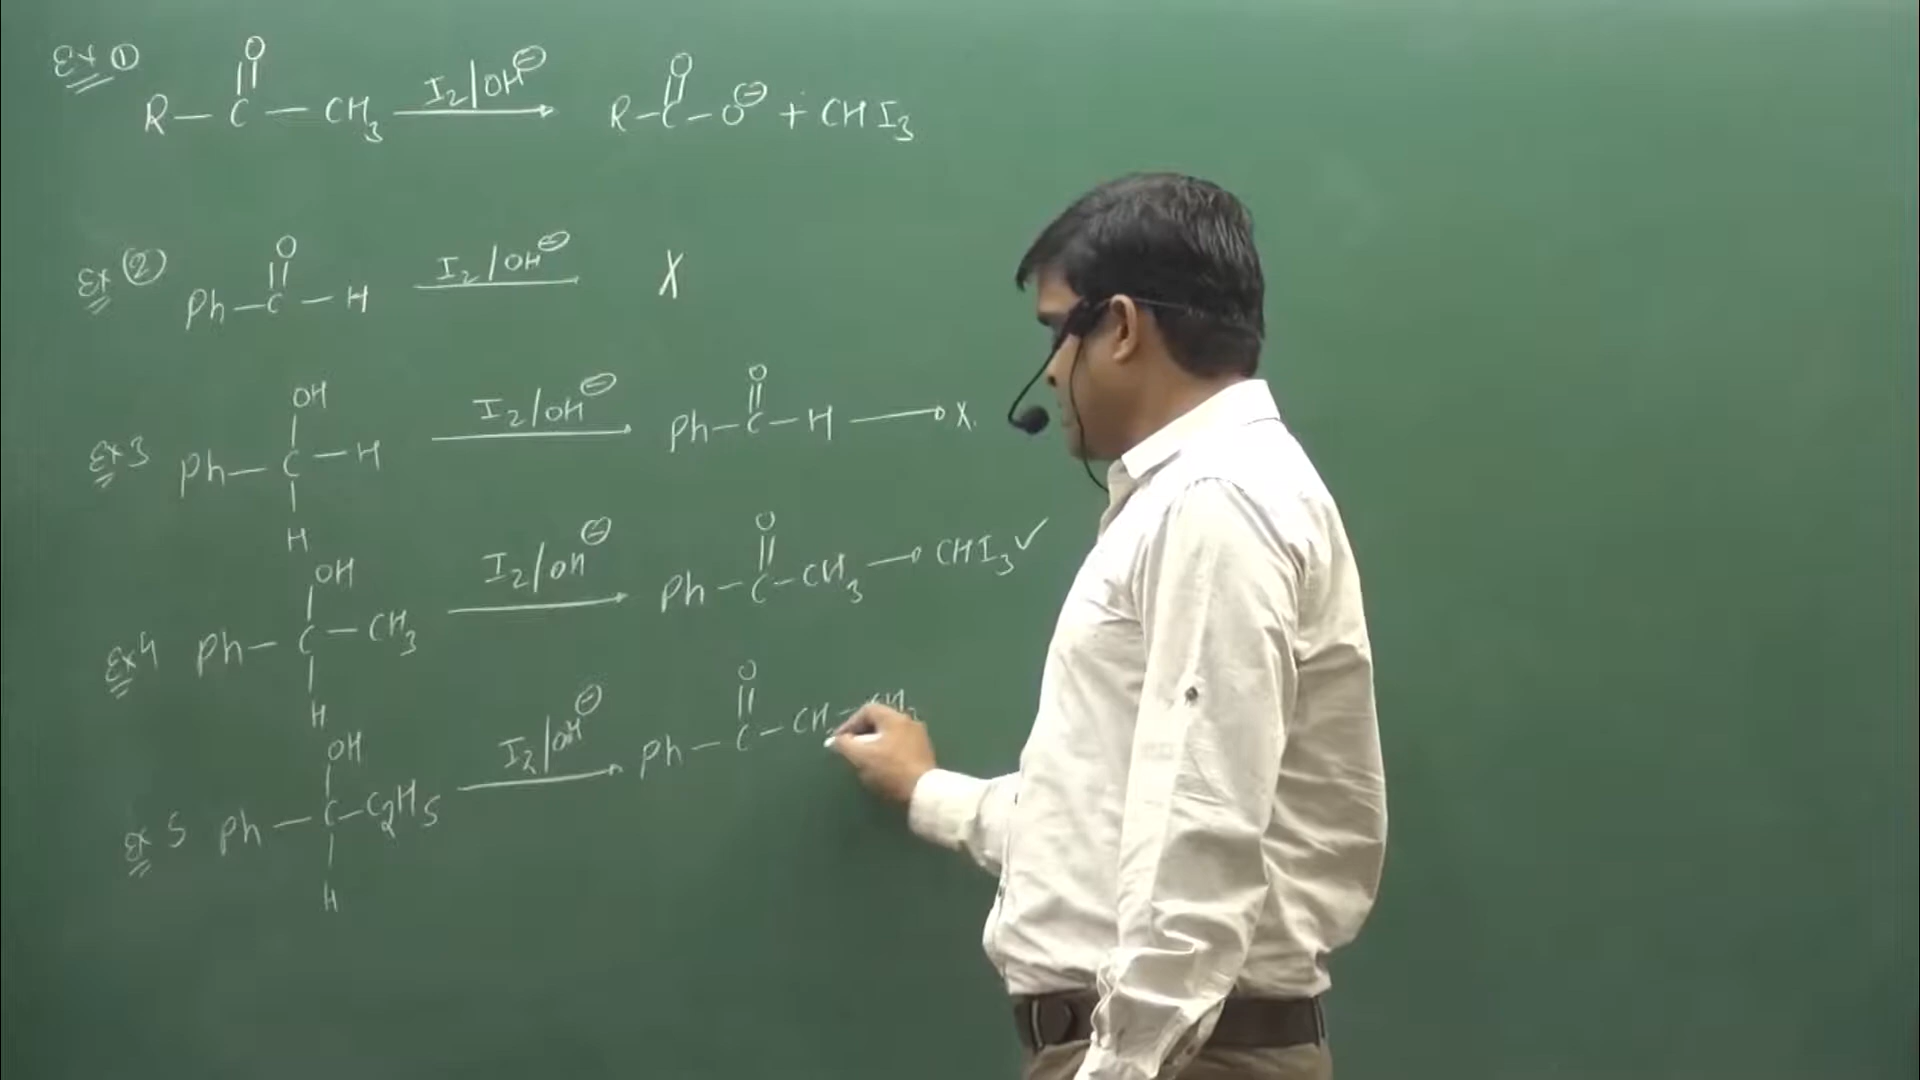 Ex ①
O
R - C - CH3 I2/OH⊖ → R - C - O⊖ + CHI3
O
Ex ②
O
Ph - C - H I2/OH⊖ X
Ex 3
OH
Ph - C - H I2/OH⊖ → Ph - C - H → X
H
O
Ex 4
OH
Ph - C - CH3 I2/OH⊖ → Ph - C - CH3 → CHI3 ✓
H
O
Ex 5
OH
Ph - C - C2H5 I2/OH⊖ → Ph - C - CH
H
O